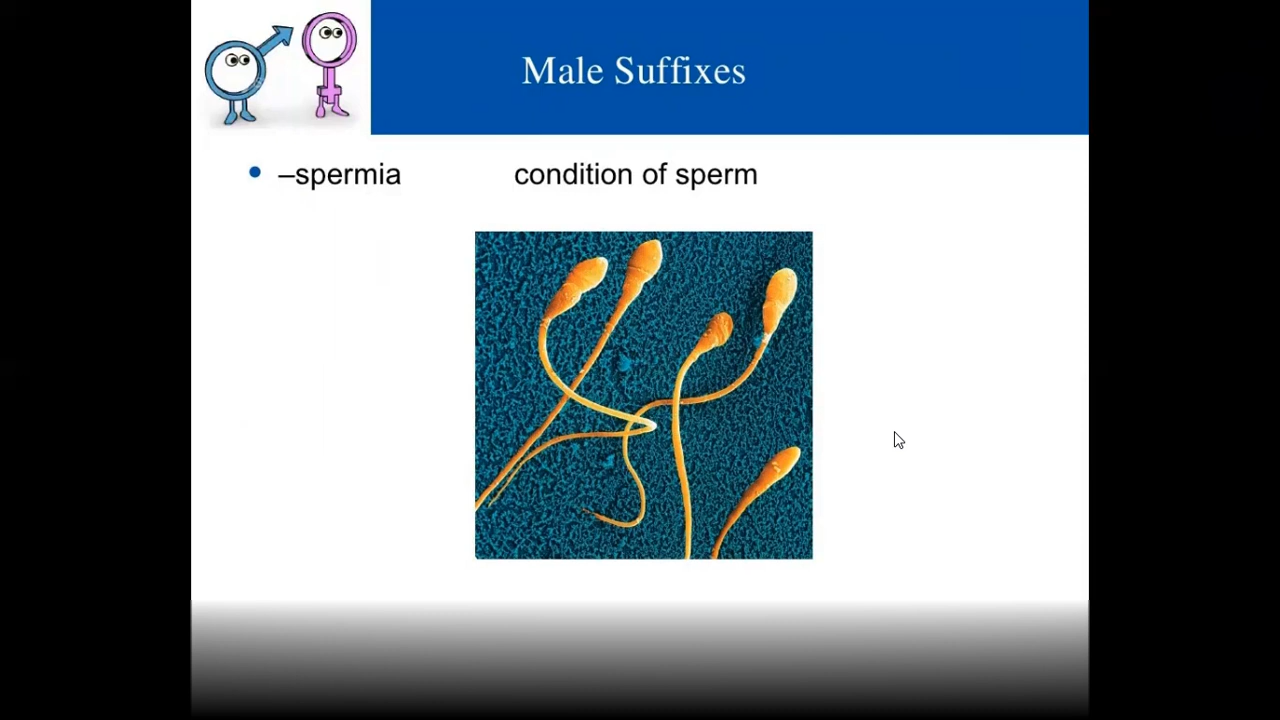 Male Suffixes
• –spermia condition of sperm